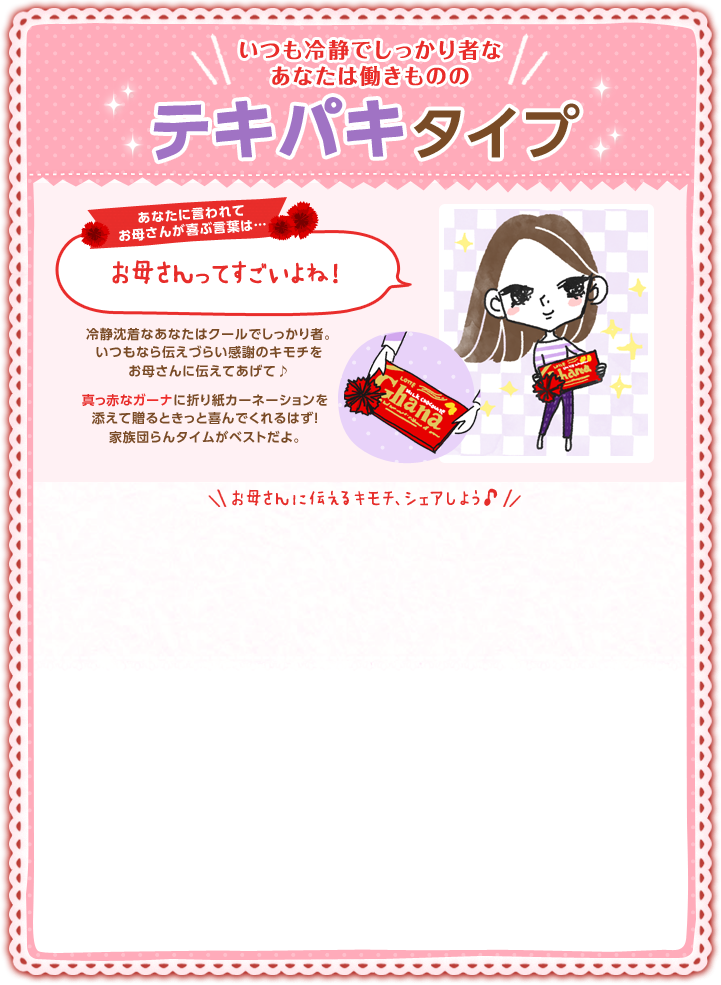 いつも冷静でしっかり者な
あなたは働きものの
テキパキタイプ
あなたに言われて
お母さんが喜ぶ言葉は…
お母さんってすごいよね!
冷静沈着なあなたはクールでしっかり者。
いつもなら伝えづらい感謝のキモチを
お母さんに伝えてあげて♪
真っ赤なガーナに折り紙カーネーションを
添えて贈るときっと喜んでくれるはず!
家族団らんタイムがベストだよ。
LOTTE
MILK CHOCOLATE
Ghana
Ghana
お母さんに伝えるキモチ、シェアしよう♪